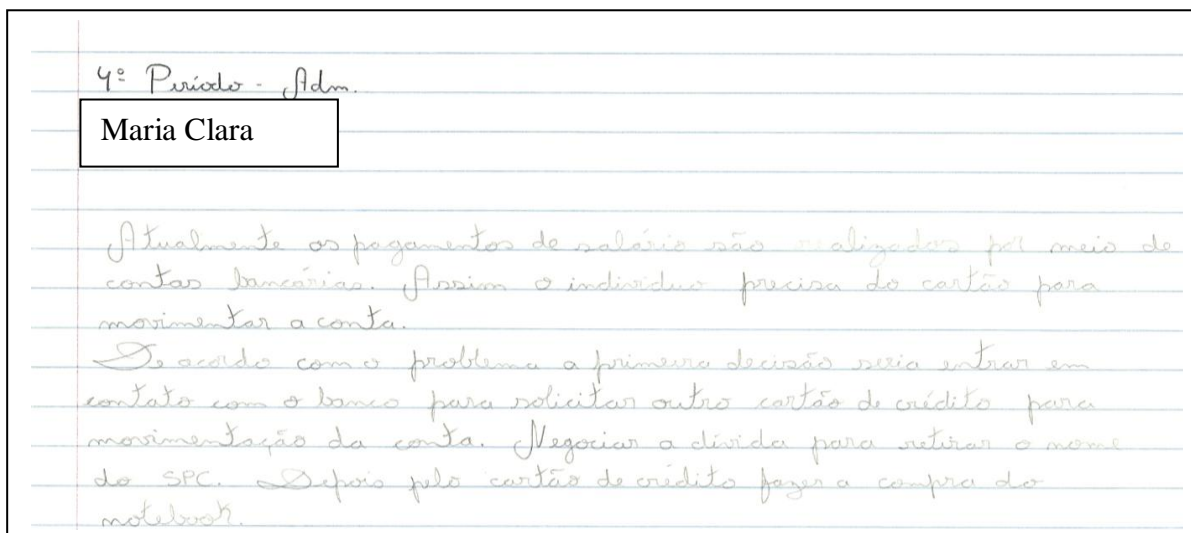 4º Período - Adm.
Maria Clara
Atualmente os pagamentos de salário são realizados por meio de
contas bancárias. Assim o individuo precisa do cartão para
movimentar a conta.
De acordo com o problema a primeira decisão seria entrar em
contato com o banco para solicitar outro cartão de crédito para
movimentação da conta. Negociar a dívida para retirar o nome
do SPC. Depois pelo cartão de crédito fazer a compra do
notebook.